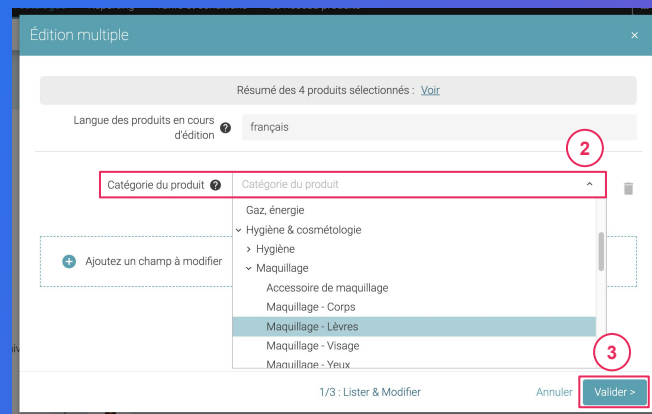 Édition multiple ×
Résumé des 4 produits sélectionnés : Voir
Langue des produits en cours
d'édition ? français
2
Catégorie du produit ? Catégorie du produit
Gaz, énergie
Hygiène & cosmétologie
Hygiène
Maquillage
Ajoutez un champ à modifier
Accessoire de maquillage
Maquillage - Corps
Maquillage - Lèvres
Maquillage - Visage
Maquillage - Yeux
3
1/3 : Lister & Modifier Annuler Valider >